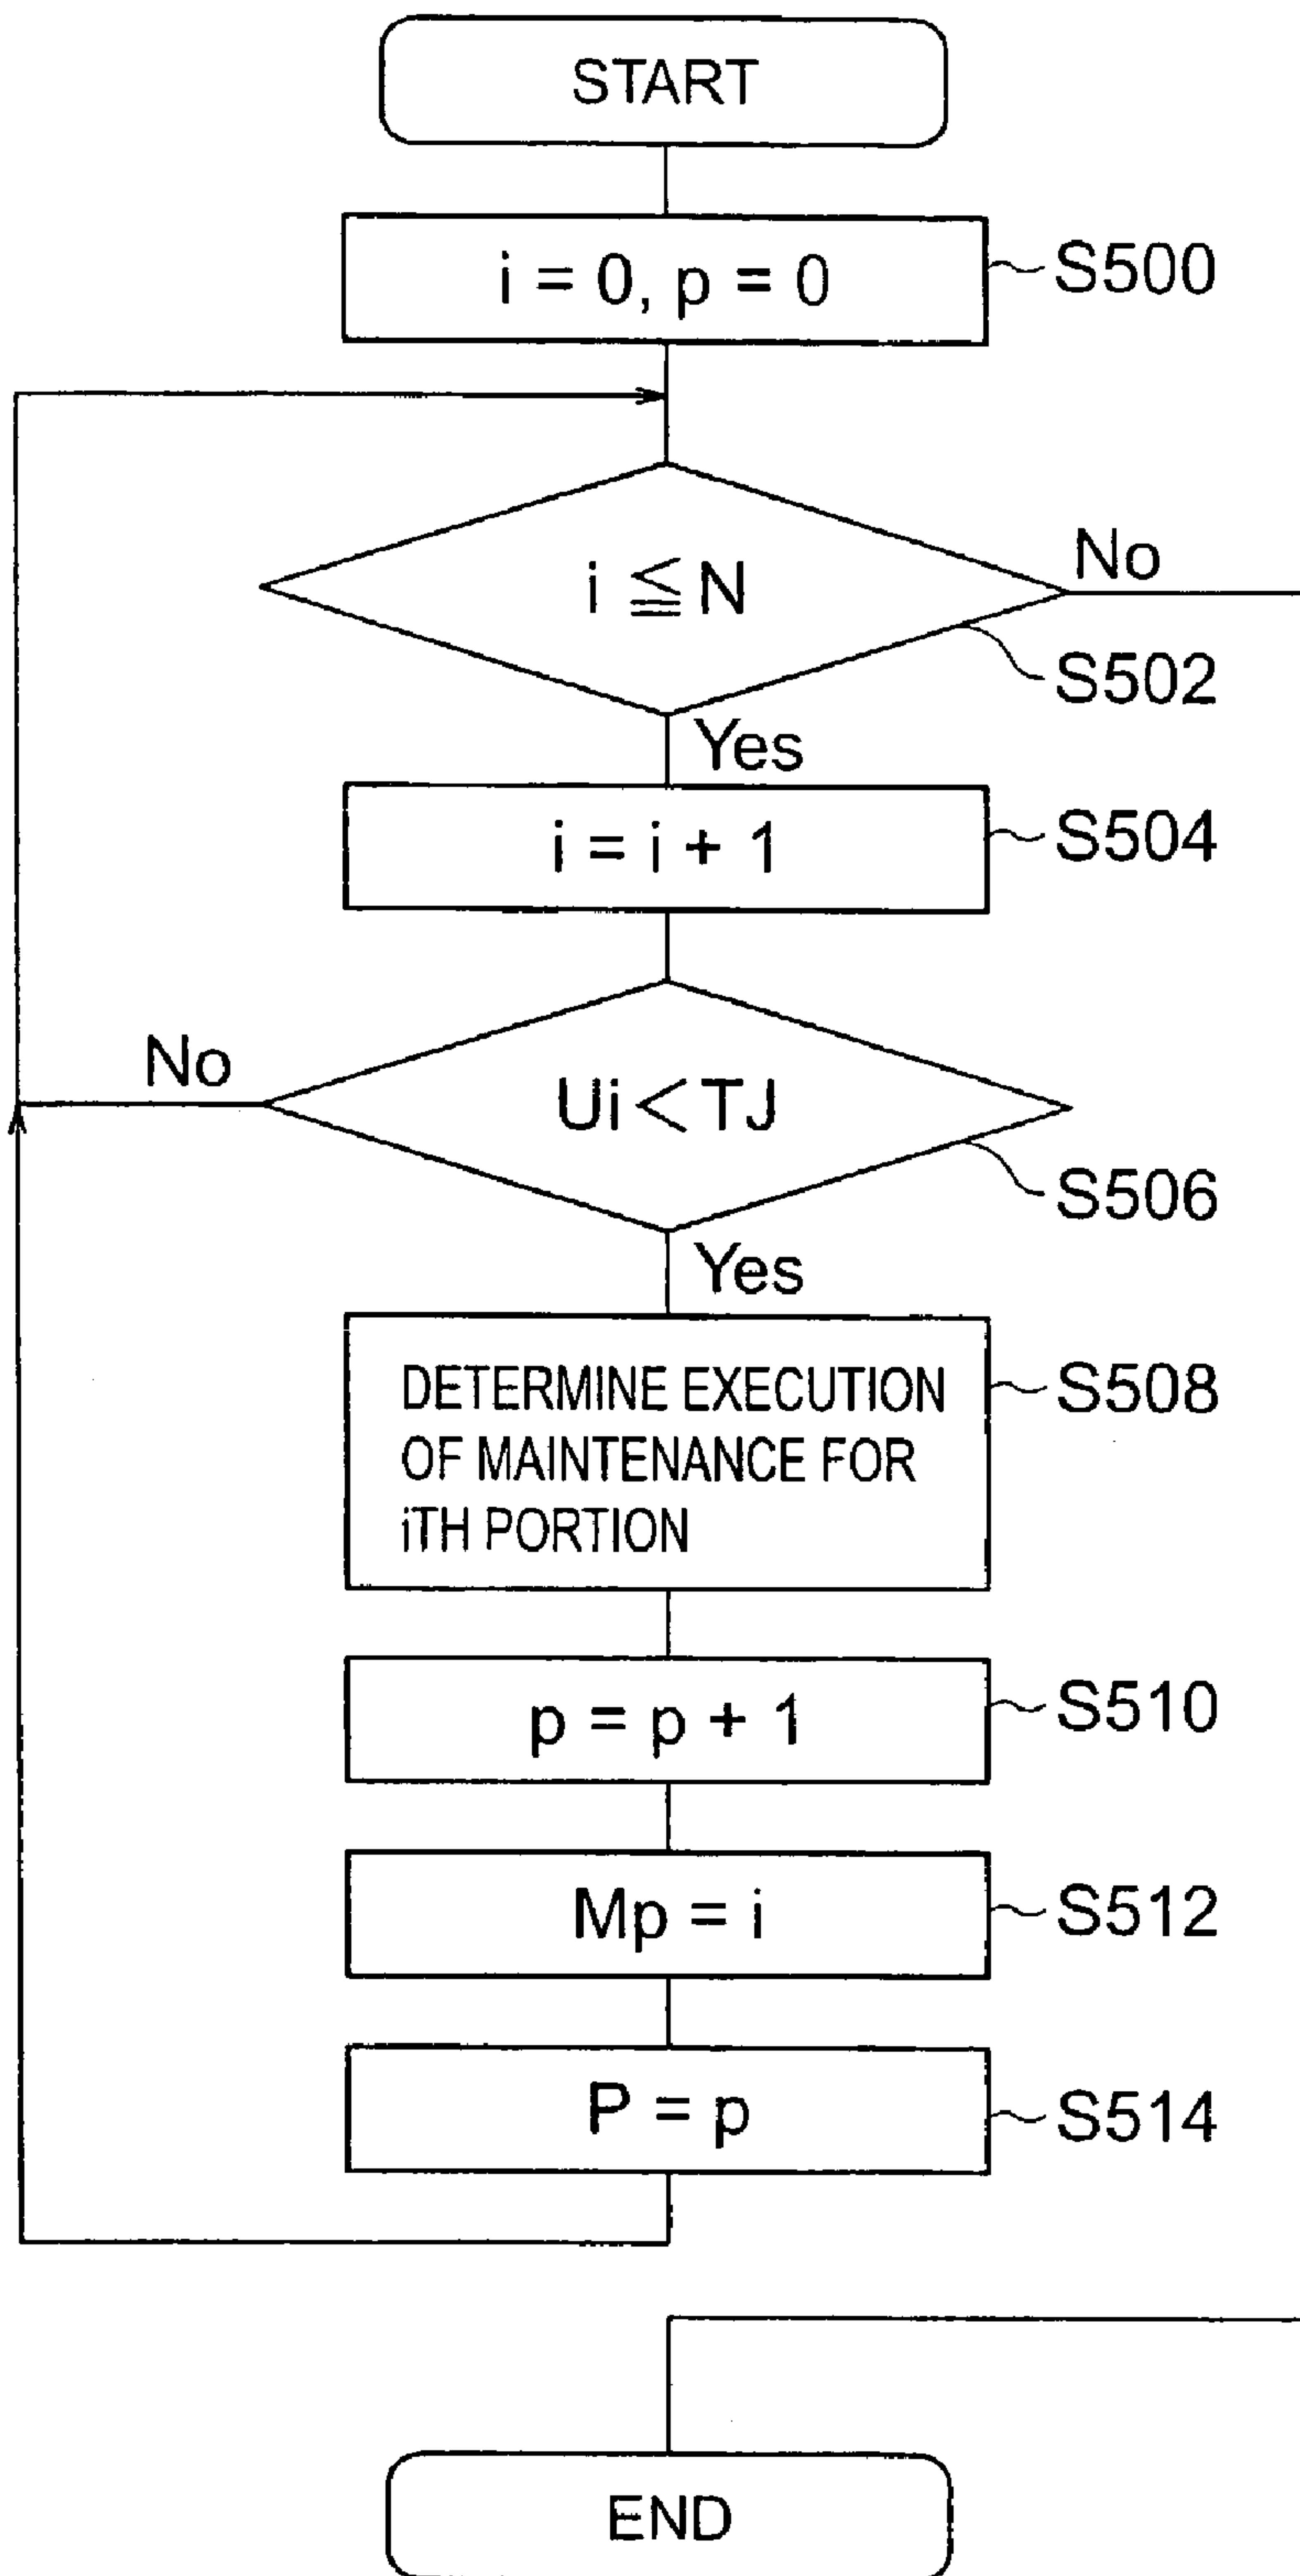 START
i = 0, p = 0
S500
i ≦ N
No
S502
Yes
i = i + 1
S504
No
Ui < TJ
S506
Yes
DETERMINE EXECUTION
OF MAINTENANCE FOR
iTH PORTION
S508
p = p + 1
S510
Mp = i
S512
P = p
S514
END